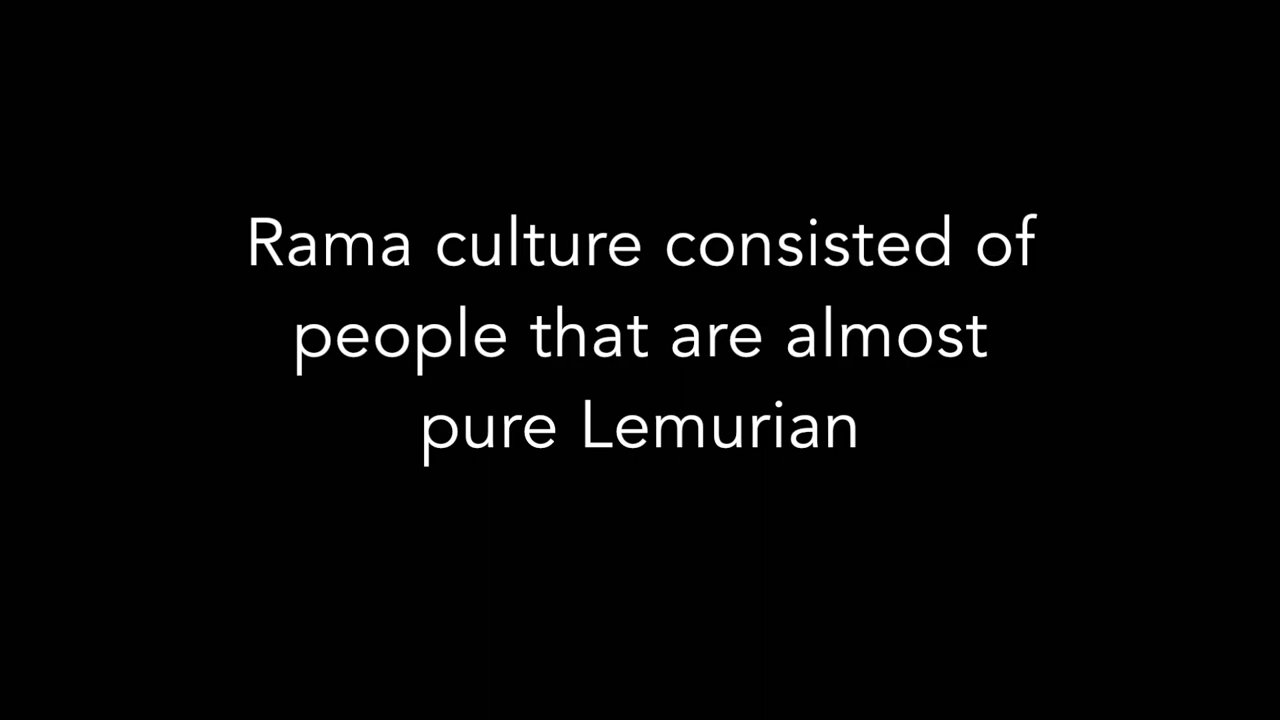 Rama culture consisted of
people that are almost
pure Lemurian